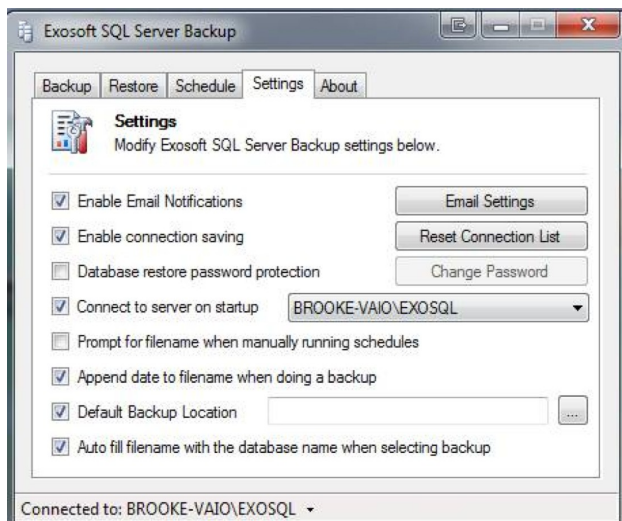 Exosoft SQL Server Backup
Backup Restore Schedule Settings About
Settings
Modify Exosoft SQL Server Backup settings below.
Enable Email Notifications Email Settings
Enable connection saving Reset Connection List
Database restore password protection Change Password
Connect to server on startup BROOKE-VAIO\EXOSQL
Prompt for filename when manually running schedules
Append date to filename when doing a backup
Default Backup Location ...
Auto fill filename with the database name when selecting backup
Connected to: BROOKE-VAIO\EXOSQL